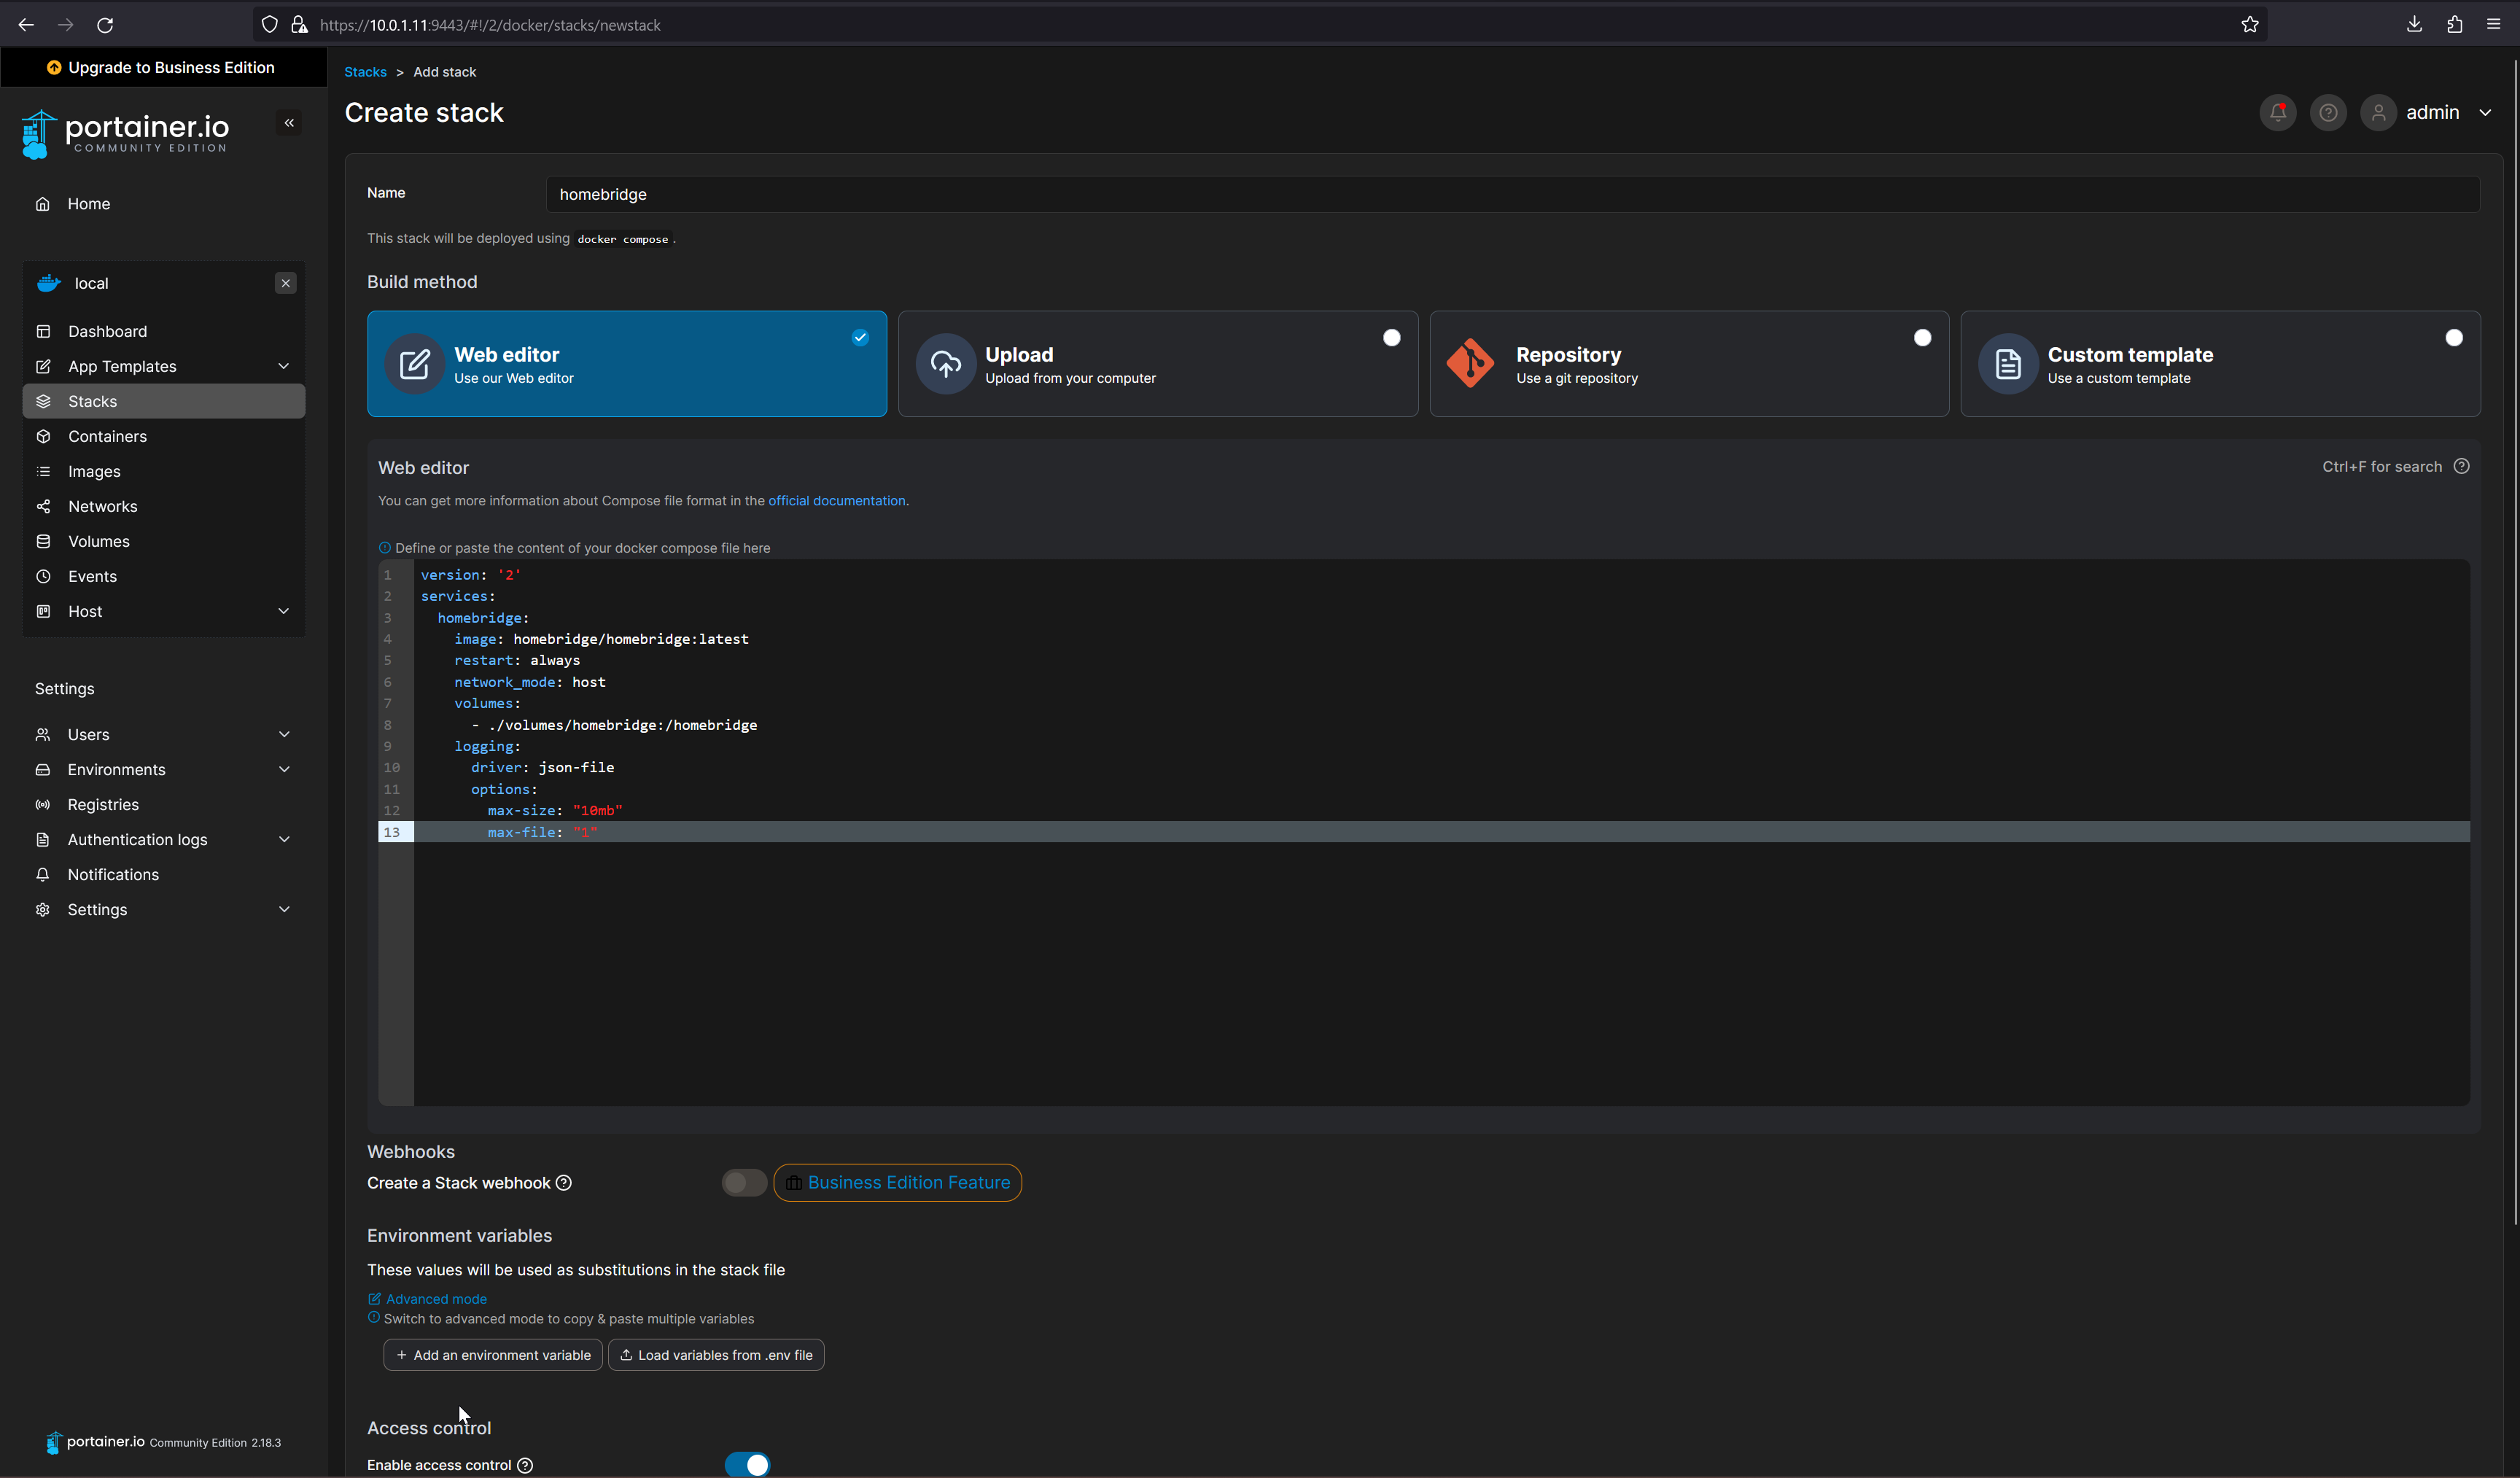 https://10.0.1.11:9443/#!/2/docker/stacks/newstack
Upgrade to Business Edition
portainer.io
COMMUNITY EDITION
Home
local
Dashboard
App Templates
Stacks
Containers
Images
Networks
Volumes
Events
Host
Settings
Users
Environments
Registries
Authentication logs
Notifications
Settings
portainer.io Community Edition 2.18.3
Stacks > Add stack
Create stack
admin
Name
homebridge
This stack will be deployed using docker compose .
Build method
Web editor
Use our Web editor
Upload
Upload from your computer
Repository
Use a git repository
Custom template
Use a custom template
Web editor
Ctrl+F for search
You can get more information about Compose file format in the official documentation.
Define or paste the content of your docker compose file here
1 version: '2'
2 services:
3   homebridge:
4     image: homebridge/homebridge:latest
5     restart: always
6     network_mode: host
7     volumes:
8       - ./volumes/homebridge:/homebridge
9     logging:
10       driver: json-file
11       options:
12         max-size: "10mb"
13         max-file: "1"
Webhooks
Create a Stack webhook
Business Edition Feature
Environment variables
These values will be used as substitutions in the stack file
Advanced mode
Switch to advanced mode to copy & paste multiple variables
+ Add an environment variable
Load variables from .env file
Access control
Enable access control